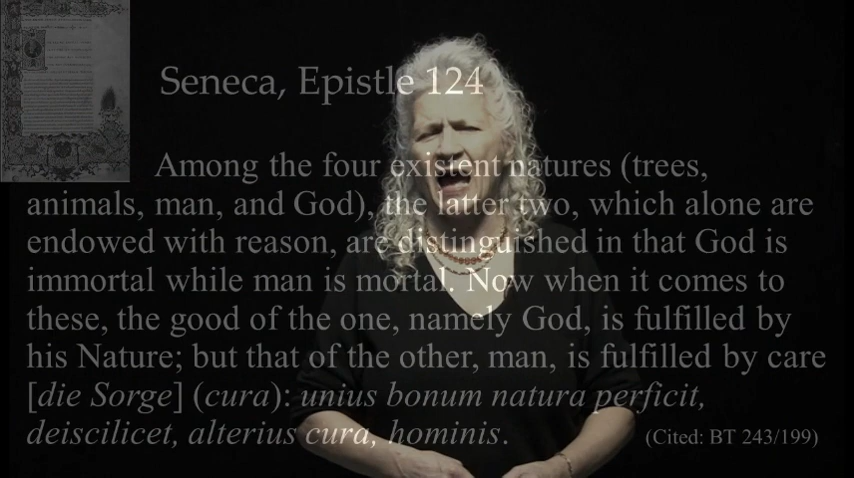 Seneca, Epistle 124
Among the four existent natures (trees,
animals, man, and God), the latter two, which alone are
endowed with reason, are distinguished in that God is
immortal while man is mortal. Now when it comes to
these, the good of the one, namely God, is fulfilled by
his Nature; but that of the other, man, is fulfilled by care
[die Sorge] (cura): unius bonum natura perficit,
deiscilicet, alterius cura, hominis.
(Cited: BT 243/199)